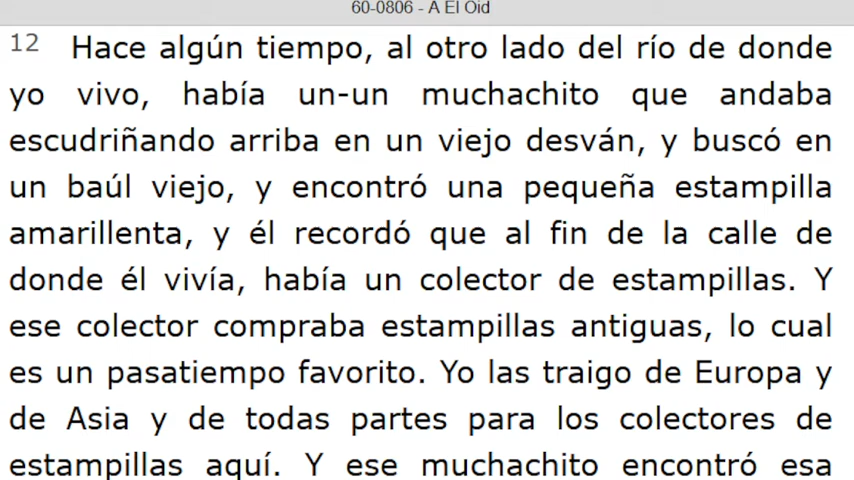 60-0806 - A El Oid
12 Hace algún tiempo, al otro lado del río de donde
yo vivo, había un-un muchachito que andaba
escudriñando arriba en un viejo desván, y buscó en
un baúl viejo, y encontró una pequeña estampilla
amarillenta, y él recordó que al fin de la calle de
donde él vivía, había un colector de estampillas. Y
ese colector compraba estampillas antiguas, lo cual
es un pasatiempo favorito. Yo las traigo de Europa y
de Asia y de todas partes para los colectores de
estampillas aquí. Y ese muchachito encontró esa